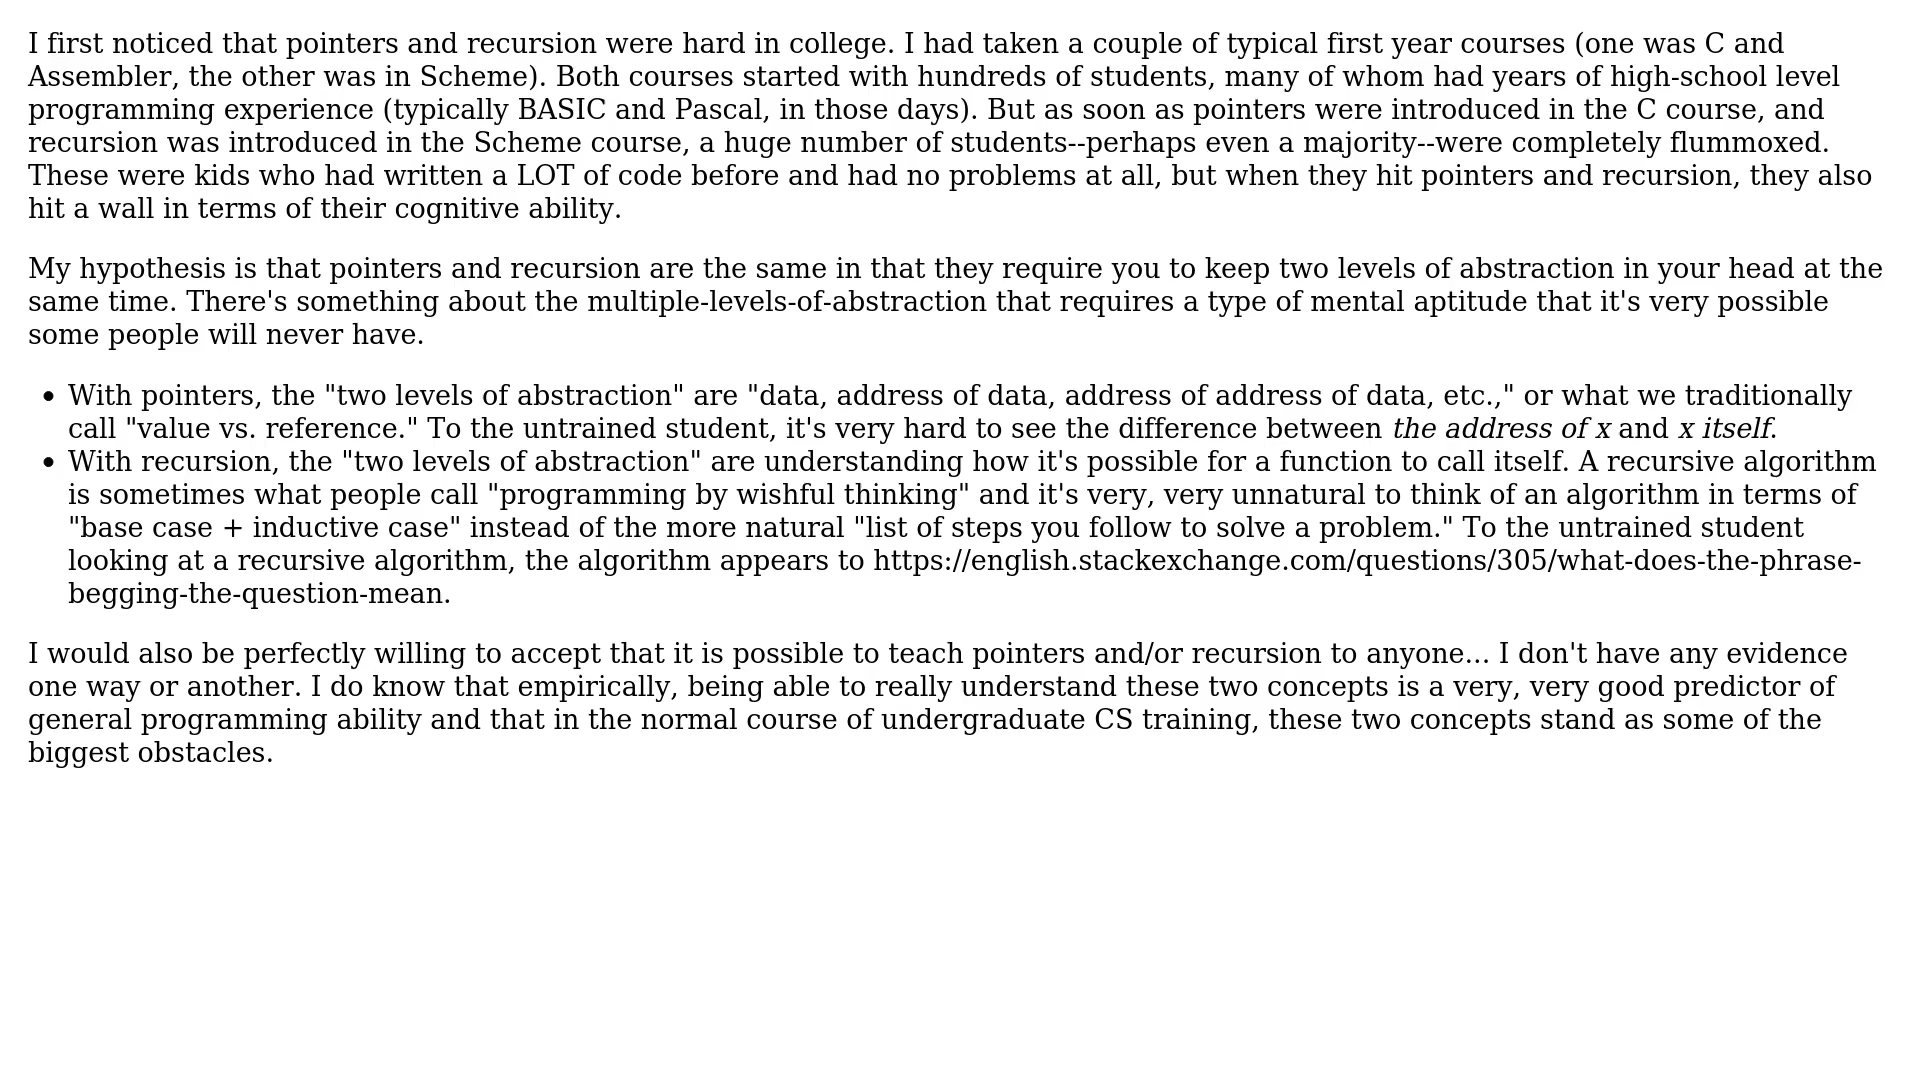 I first noticed that pointers and recursion were hard in college. I had taken a couple of typical first year courses (one was C and
Assembler, the other was in Scheme). Both courses started with hundreds of students, many of whom had years of high-school level
programming experience (typically BASIC and Pascal, in those days). But as soon as pointers were introduced in the C course, and
recursion was introduced in the Scheme course, a huge number of students--perhaps even a majority--were completely flummoxed.
These were kids who had written a LOT of code before and had no problems at all, but when they hit pointers and recursion, they also
hit a wall in terms of their cognitive ability.
My hypothesis is that pointers and recursion are the same in that they require you to keep two levels of abstraction in your head at the
same time. There's something about the multiple-levels-of-abstraction that requires a type of mental aptitude that it's very possible
some people will never have.
• With pointers, the "two levels of abstraction" are "data, address of data, address of address of data, etc.," or what we traditionally
call "value vs. reference." To the untrained student, it's very hard to see the difference between the address of x and x itself.
• With recursion, the "two levels of abstraction" are understanding how it's possible for a function to call itself. A recursive algorithm
is sometimes what people call "programming by wishful thinking" and it's very, very unnatural to think of an algorithm in terms of
"base case + inductive case" instead of the more natural "list of steps you follow to solve a problem." To the untrained student
looking at a recursive algorithm, the algorithm appears to https://english.stackexchange.com/questions/305/what-does-the-phrase-
begging-the-question-mean.
I would also be perfectly willing to accept that it is possible to teach pointers and/or recursion to anyone... I don't have any evidence
one way or another. I do know that empirically, being able to really understand these two concepts is a very, very good predictor of
general programming ability and that in the normal course of undergraduate CS training, these two concepts stand as some of the
biggest obstacles.